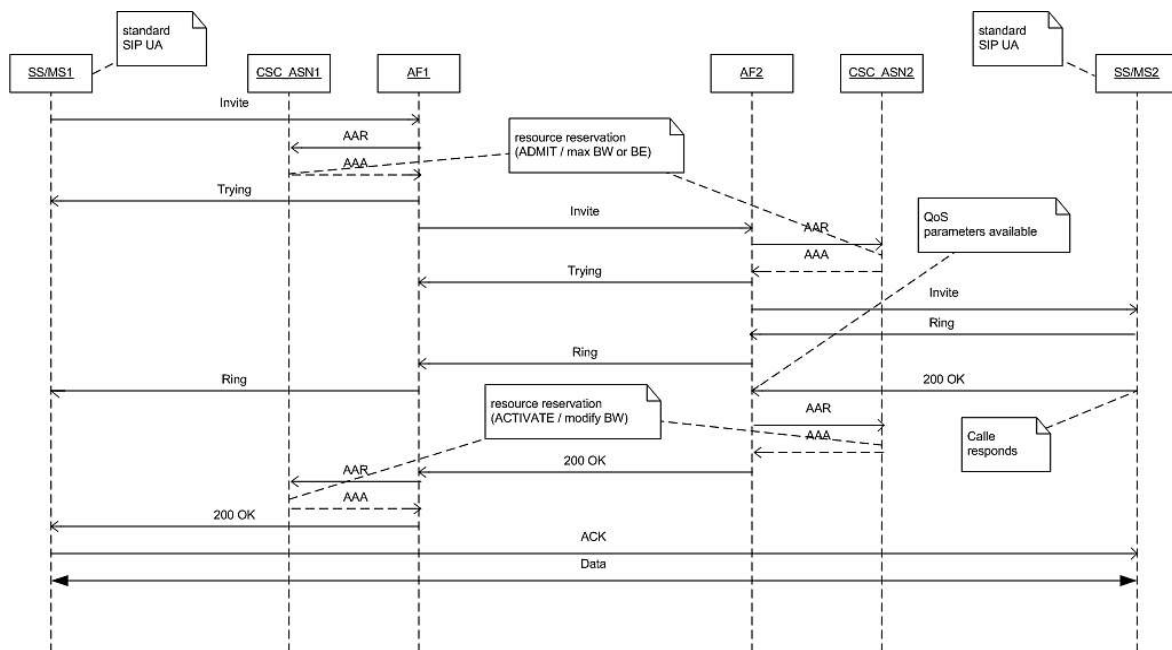 standard
SIP UA
standard
SIP UA
SS/MS1
CSC_ASN1
AF1
AF2
CSC_ASN2
SS/MS2
Invite
AAR
resource reservation
(ADMIT / max BW or BE)
AAA
Trying
Invite
QoS
parameters available
AAR
AAA
Trying
Invite
Ring
Ring
Ring
200 OK
resource reservation
(ACTIVATE / modify BW)
AAR
Calle
responds
AAA
200 OK
AAR
AAA
200 OK
ACK
Data